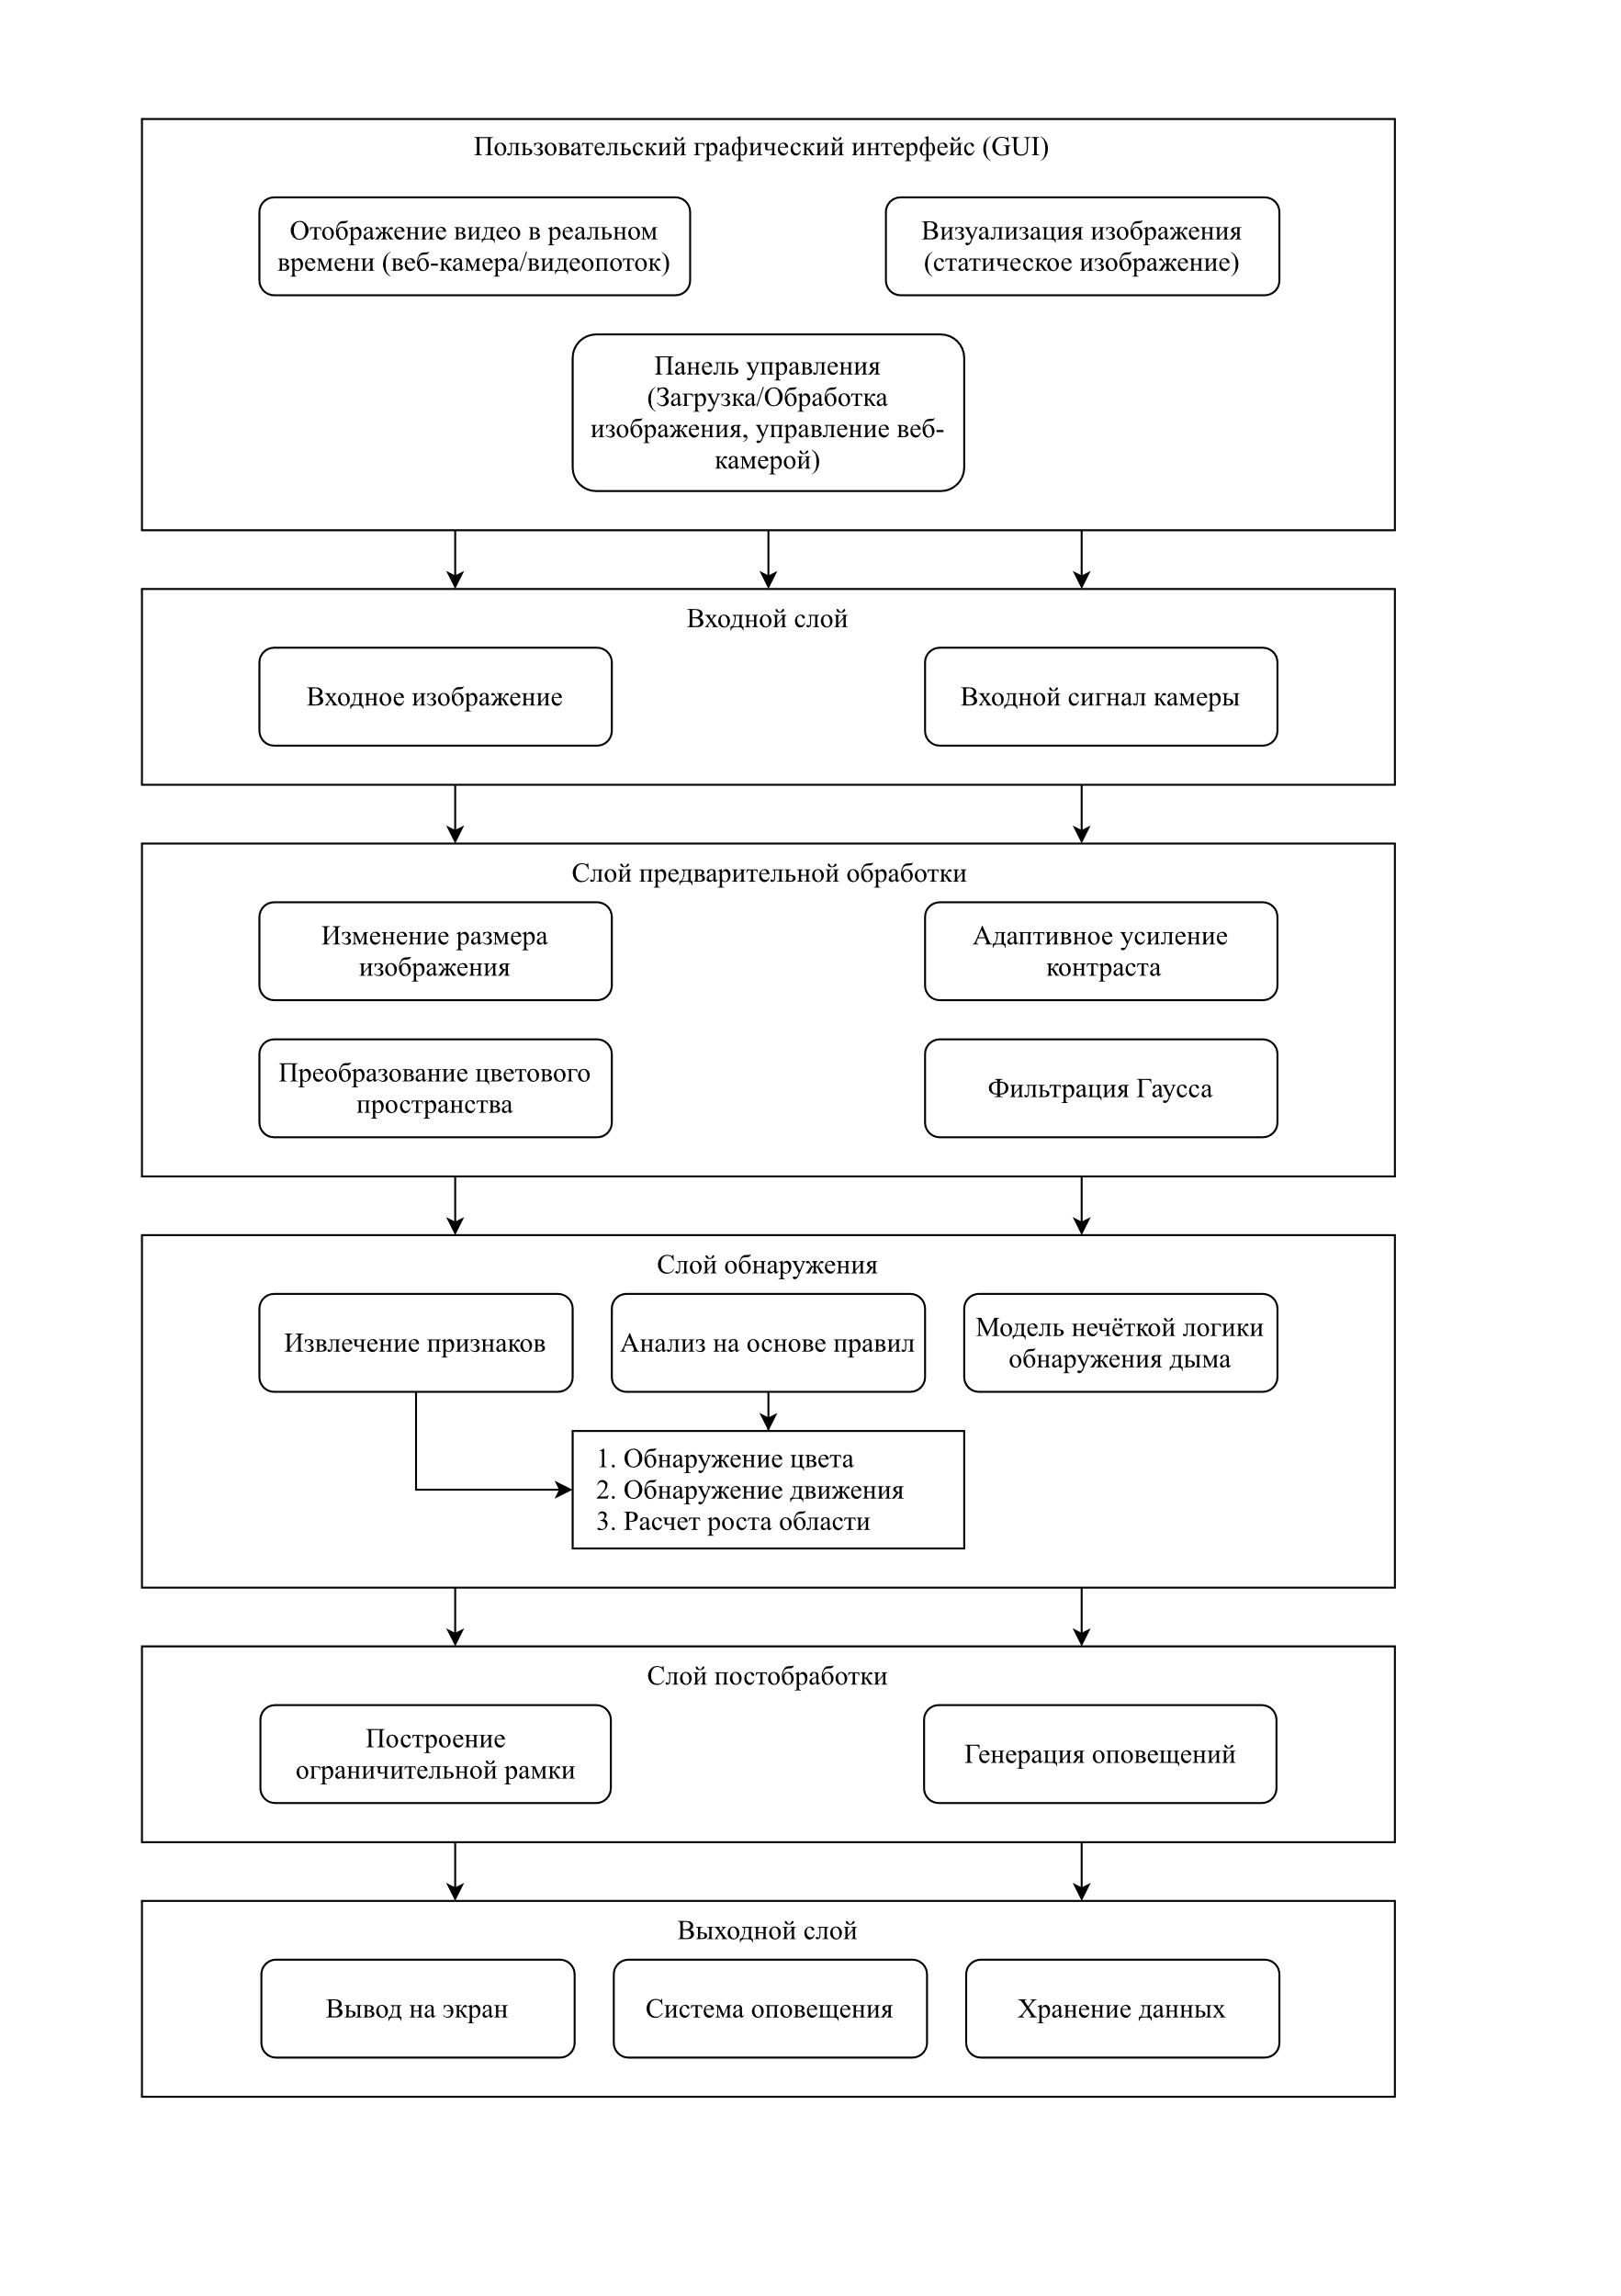 Пользовательский графический интерфейс (GUI)
Отображение видео в реальном
времени (веб-камера/видеопоток)
Визуализация изображения
(статическое изображение)
Панель управления
(Загрузка/Обработка
изображения, управление веб-
камерой)
Входной слой
Входное изображение
Входной сигнал камеры
Слой предварительной обработки
Изменение размера
изображения
Адаптивное усиление
контраста
Преобразование цветового
пространства
Фильтрация Гаусса
Слой обнаружения
Извлечение признаков
Анализ на основе правил
Модель нечёткой логики
обнаружения дыма
1. Обнаружение цвета
2. Обнаружение движения
3. Расчет роста области
Слой постобработки
Построение
ограничительной рамки
Генерация оповещений
Выходной слой
Вывод на экран
Система оповещения
Хранение данных